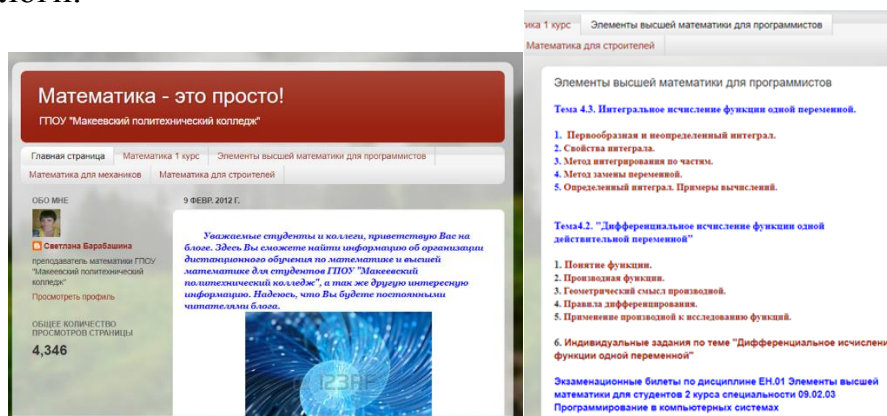 Математика - это просто!
ГПОУ "Макеевский политехнический колледж"
Главная страница Математика 1 курс Элементы высшей математики для программистов
Математика для механиков Математика для строителей
ОБО МНЕ
Светлана Барабашина
преподаватель математики ГПОУ
"Макеевский политехнический
колледж"
Просмотреть профиль
ОБЩЕЕ КОЛИЧЕСТВО
ПРОСМОТРОВ СТРАНИЦЫ
4,346
9 ФЕВР. 2012 Г.
Уважаемые студенты и коллеги, приветствую Вас на
блоге. Здесь Вы сможете найти информацию об организации
дистанционного обучения по математике и высшей
математике для студентов ГПОУ "Макеевский
политехнический колледж", а так же другую интересную
информацию. Надеюсь, что Вы будете постоянными
читателями блога.
123RF
ика 1 курс Элементы высшей математики для программистов
Математика для строителей
Элементы высшей математики для программистов
Тема 4.3. Интегральное исчисление функции одной переменной.
1. Первообразная и неопределенный интеграл.
2. Свойства интеграла.
3. Метод интегрирования по частям.
4. Метод замены переменной.
5. Определенный интеграл. Примеры вычислений.
Тема4.2. "Дифференциальное исчисление функции одной
действительной переменной"
1. Понятие функции.
2. Производная функции.
3. Геометрический смысл производной.
4. Правила дифференцирования.
5. Применение производной к исследованию функций.
6. Индивидуальные задания по теме "Дифференциальное исчислени
функции одной переменной"
Экзаменационные билеты по дисциплине ЕН.01 Элементы высшей
математики для студентов 2 курса специальности 09.02.03
Программирование в компьютерных системах